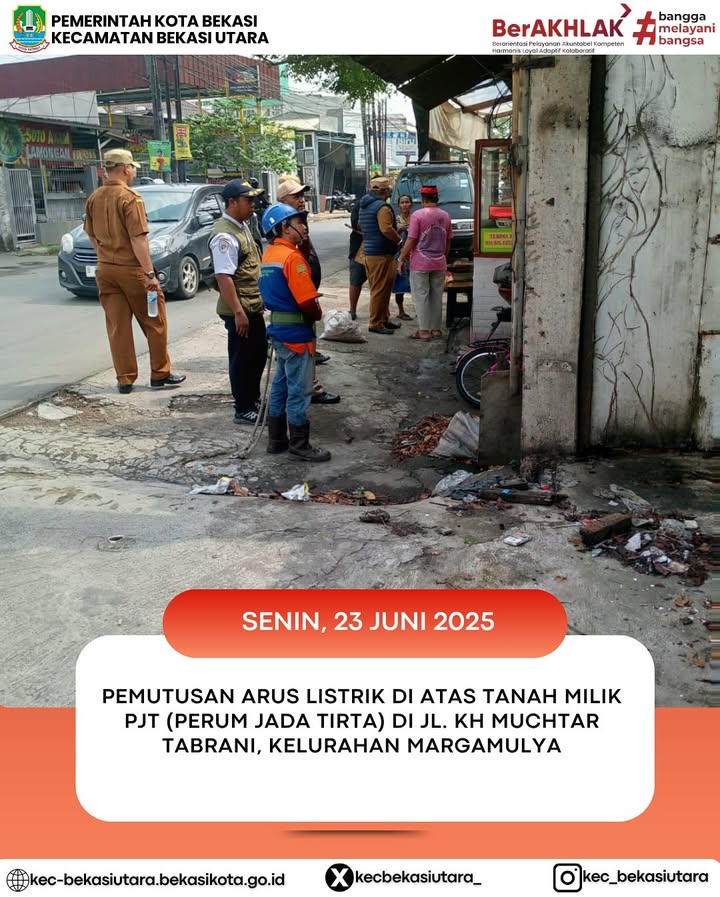 PEMERINTAH KOTA BEKASI
KECAMATAN BEKASI UTARA
BerAKHLAK
Berorientasi Pelayanan Akuntabel Kompeten
Harmonis Loyal Adaptif Kolaboratif
#bangga
melayani
bangsa
SOTO
LAMONGAN
SENIN, 23 JUNI 2025
PEMUTUSAN ARUS LISTRIK DI ATAS TANAH MILIK
PJT (PERUM JADA TIRTA) DI JL. KH MUCHTAR
TABRANI, KELURAHAN MARGAMULYA
kec-bekasiutara.bekasikota.go.id
kecbekasiutara_
kec_bekasiutara